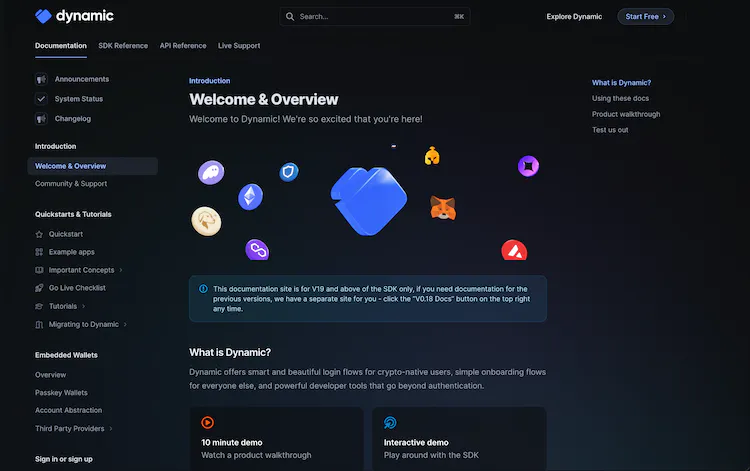 dynamic
Search...
⌘K
Explore Dynamic
Start Free ›
Documentation
SDK Reference
API Reference
Live Support
Announcements
System Status
Changelog
Introduction
Welcome & Overview
Community & Support
Quickstarts & Tutorials
Quickstart
Example apps
Important Concepts ›
Go Live Checklist
Tutorials ›
Migrating to Dynamic ›
Embedded Wallets
Overview
Passkey Wallets
Account Abstraction
Third Party Providers ›
Sign in or sign up
Introduction
Welcome & Overview
Welcome to Dynamic! We're so excited that you're here!
This documentation site is for V19 and above of the SDK only, if you need documentation for the
previous versions, we have a separate site for you - click the "V0.18 Docs" button on the top right
any time.
What is Dynamic?
Dynamic offers smart and beautiful login flows for crypto-native users, simple onboarding flows
for everyone else, and powerful developer tools that go beyond authentication.
10 minute demo
Watch a product walkthrough
Interactive demo
Play around with the SDK
What is Dynamic?
Using these docs
Product walkthrough
Test us out